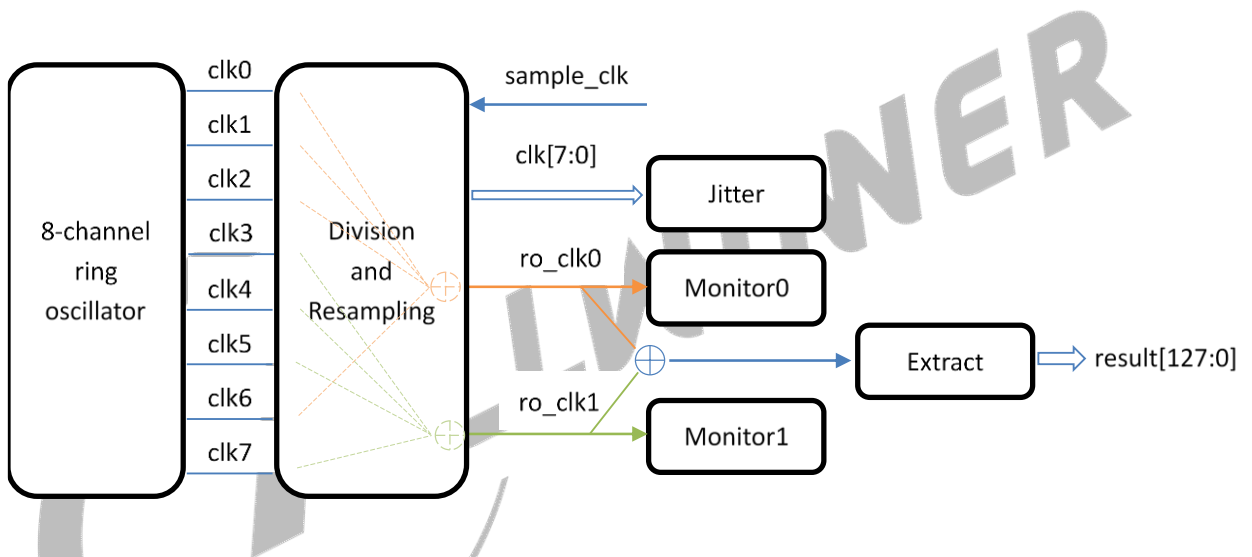 clk0
clk1
clk2
clk3
clk4
clk5
clk6
clk7
8-channel
ring
oscillator
Division
and
Resampling
sample_clk
clk[7:0]
ro_clk0
ro_clk1
Jitter
Monitor0
Monitor1
Extract
result[127:0]